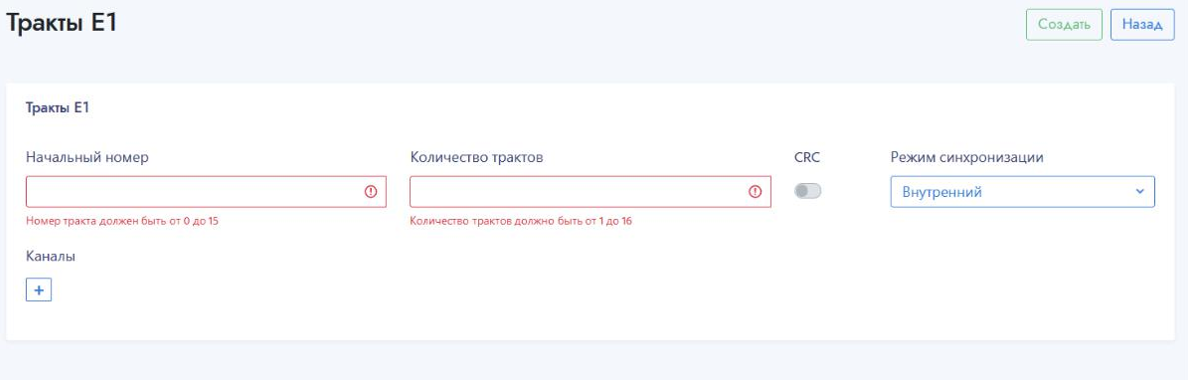 Тракты E1
Создать
Назад
Тракты E1
Начальный номер
Количество трактов
CRC
Режим синхронизации
Внутренний
Номер тракта должен быть от 0 до 15
Количество трактов должно быть от 1 до 16
Каналы
+